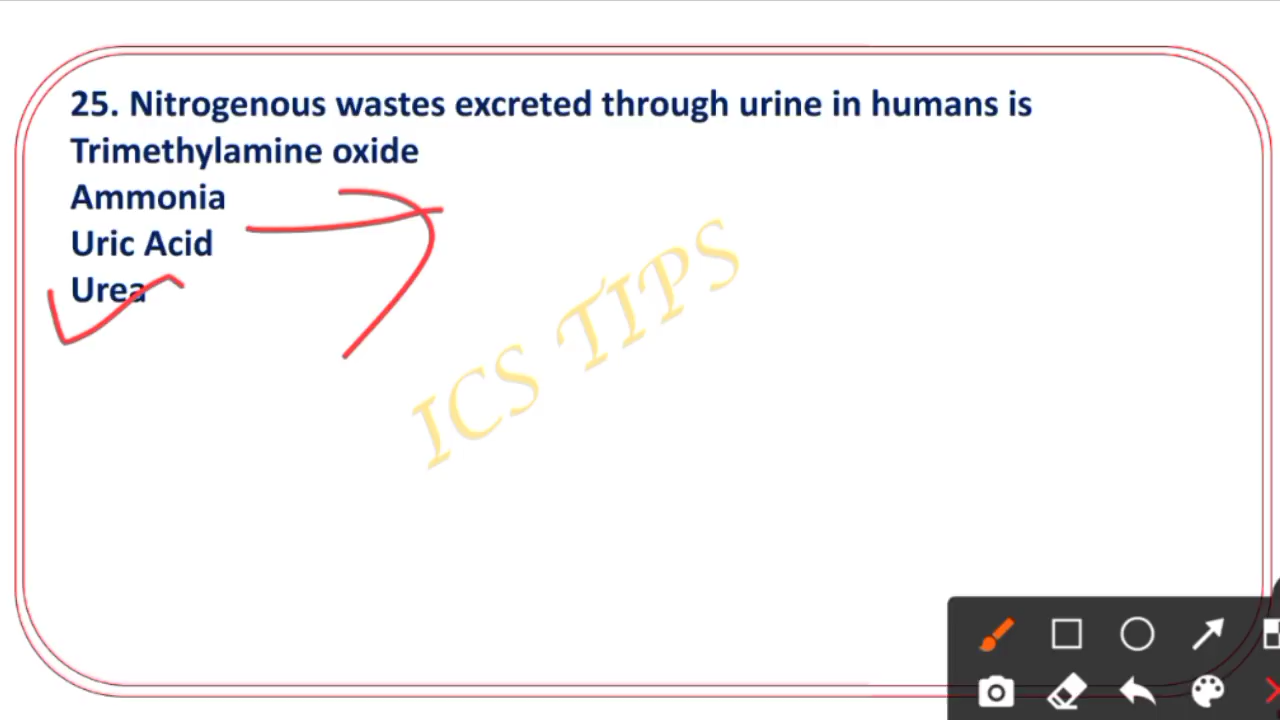 25. Nitrogenous wastes excreted through urine in humans is
Trimethylamine oxide
Ammonia
Uric Acid
Urea
ICS TIPS